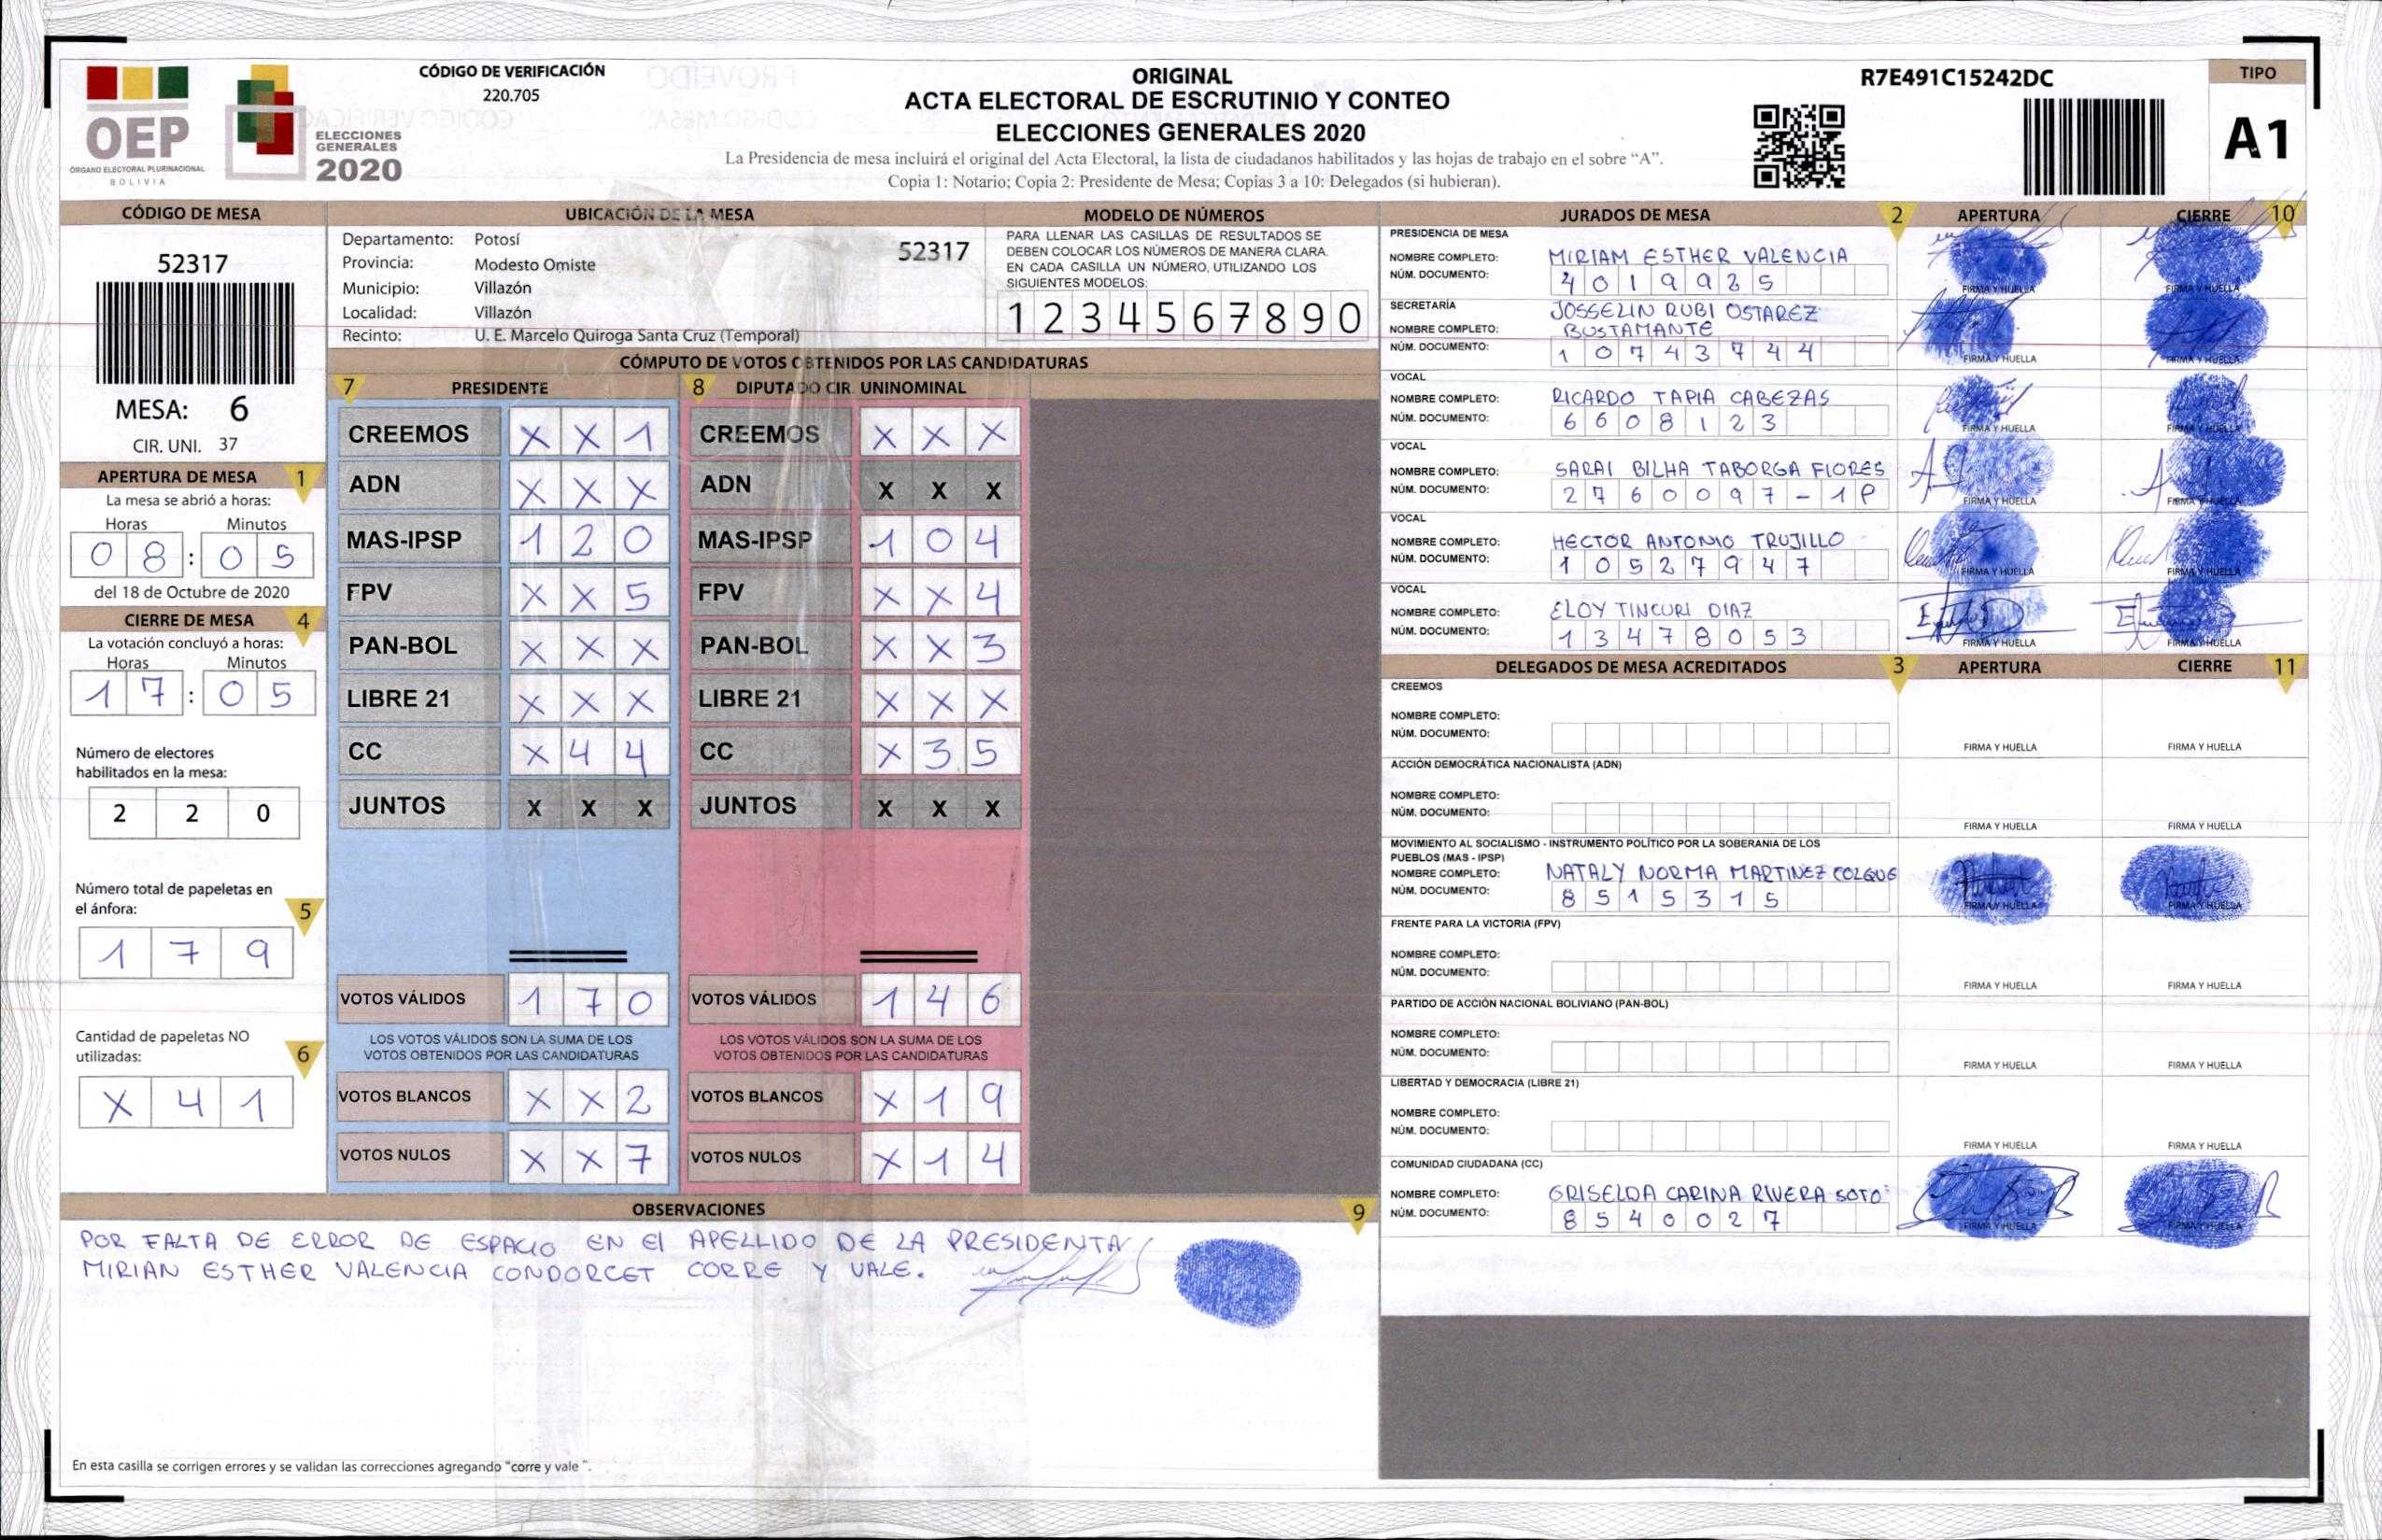 OEP
ÓRGANO ELECTORAL PLURINACIONAL
BOLIVIA
ELECCIONES
GENERALES
2020
CÓDIGO DE VERIFICACIÓN
220.705
ORIGINAL
ACTA ELECTORAL DE ESCRUTINIO Y CONTEO
ELECCIONES GENERALES 2020
La Presidencia de mesa incluirá el original del Acta Electoral, la lista de ciudadanos habilitados y las hojas de trabajo en el sobre “A”.
Copia 1: Notario; Copia 2: Presidente de Mesa; Copias 3 a 10: Delegados (si hubieran).
R7E491C15242DC
TIPO
A1
CÓDIGO DE MESA
52317
MESA: 6
CIR. UNI. 37
APERTURA DE MESA 1
La mesa se abrió a horas:
Horas Minutos
08:05
del 18 de Octubre de 2020
CIERRE DE MESA 4
La votación concluyó a horas:
Horas Minutos
17:05
Número de electores
habilitados en la mesa:
2 2 0
Número total de papeletas en
el ánfora: 5
1 7 9
Cantidad de papeletas NO
utilizadas: 6
X 4 1
UBICACIÓN DE LA MESA
Departamento: Potosí
52317
Provincia: Modesto Omiste
Municipio: Villazón
Localidad: Villazón
Recinto: U. E. Marcelo Quiroga Santa Cruz (Temporal)
MODELO DE NÚMEROS
PARA LLENAR LAS CASILLAS DE RESULTADOS SE
DEBEN COLOCAR LOS NÚMEROS DE MANERA CLARA.
EN CADA CASILLA UN NÚMERO, UTILIZANDO LOS
SIGUIENTES MODELOS:
1 2 3 4 5 6 7 8 9 0
CÓMPUTO DE VOTOS OBTENIDOS POR LAS CANDIDATURAS
7 PRESIDENTE
CREEMOS X X 1
ADN X X X
MAS-IPSP 1 2 0
FPV X X 5
PAN-BOL X X X
LIBRE 21 X X X
CC X 4 4
JUNTOS X X X
VOTOS VÁLIDOS 1 7 0
LOS VOTOS VÁLIDOS SON LA SUMA DE LOS
VOTOS OBTENIDOS POR LAS CANDIDATURAS
VOTOS BLANCOS X X 2
VOTOS NULOS X X 7
8 DIPUTADO CIR. UNINOMINAL
CREEMOS X X X
ADN X X X
MAS-IPSP 1 0 4
FPV X X 4
PAN-BOL X X 3
LIBRE 21 X X X
CC X 3 5
JUNTOS X X X
VOTOS VÁLIDOS 1 4 6
LOS VOTOS VÁLIDOS SON LA SUMA DE LOS
VOTOS OBTENIDOS POR LAS CANDIDATURAS
VOTOS BLANCOS X 1 9
VOTOS NULOS X 1 4
OBSERVACIONES 9
POR FALTA DE ERROR DE ESPACIO EN El APELLIDO DE LA PRESIDENTA
MIRIAN ESTHER VALENCIA CONDORCET CORRE Y VALE.
En esta casilla se corrigen errores y se validan las correcciones agregando “corre y vale ”.
JURADOS DE MESA 2 APERTURA CIERRE 10
PRESIDENCIA DE MESA
NOMBRE COMPLETO: MIRIAM ESTHER VALENCIA
NÚM. DOCUMENTO: 4019925
FIRMA Y HUELLA FIRMA Y HUELLA
SECRETARÍA
NOMBRE COMPLETO: JOSSELIN RUBI OSTAREZ
BUSTAMANTE
NÚM. DOCUMENTO: 10743744
FIRMA Y HUELLA FIRMA Y HUELLA
VOCAL
NOMBRE COMPLETO: RICARDO TAPIA CABEZAS
NÚM. DOCUMENTO: 6608123
FIRMA Y HUELLA FIRMA Y HUELLA
VOCAL
NOMBRE COMPLETO: SARAI BILHA TABORGA FLORES
NÚM. DOCUMENTO: 2760097-1P
FIRMA Y HUELLA FIRMA Y HUELLA
VOCAL
NOMBRE COMPLETO: HECTOR ANTONIO TRUJILLO
NÚM. DOCUMENTO: 10527947
FIRMA Y HUELLA FIRMA Y HUELLA
VOCAL
NOMBRE COMPLETO: ELOY TINCURI DIAZ
NÚM. DOCUMENTO: 13478053
FIRMA Y HUELLA FIRMA Y HUELLA
DELEGADOS DE MESA ACREDITADOS 3 APERTURA CIERRE 11
CREEMOS
NOMBRE COMPLETO:
NÚM. DOCUMENTO:
FIRMA Y HUELLA FIRMA Y HUELLA
ACCIÓN DEMOCRÁTICA NACIONALISTA (ADN)
NOMBRE COMPLETO:
NÚM. DOCUMENTO:
FIRMA Y HUELLA FIRMA Y HUELLA
MOVIMIENTO AL SOCIALISMO - INSTRUMENTO POLÍTICO POR LA SOBERANIA DE LOS
PUEBLOS (MAS - IPSP)
NOMBRE COMPLETO: NATALY NORMA MARTINEZ COLQUE
NÚM. DOCUMENTO: 8515315
FIRMA Y HUELLA FIRMA Y HUELLA
FRENTE PARA LA VICTORIA (FPV)
NOMBRE COMPLETO:
NÚM. DOCUMENTO:
FIRMA Y HUELLA FIRMA Y HUELLA
PARTIDO DE ACCIÓN NACIONAL BOLIVIANO (PAN-BOL)
NOMBRE COMPLETO:
NÚM. DOCUMENTO:
FIRMA Y HUELLA FIRMA Y HUELLA
LIBERTAD Y DEMOCRACIA (LIBRE 21)
NOMBRE COMPLETO:
NÚM. DOCUMENTO:
FIRMA Y HUELLA FIRMA Y HUELLA
COMUNIDAD CIUDADANA (CC)
NOMBRE COMPLETO: GRISELDA CARINA RIVERA SOTO
NÚM. DOCUMENTO: 8540027
FIRMA Y HUELLA FIRMA Y HUELLA